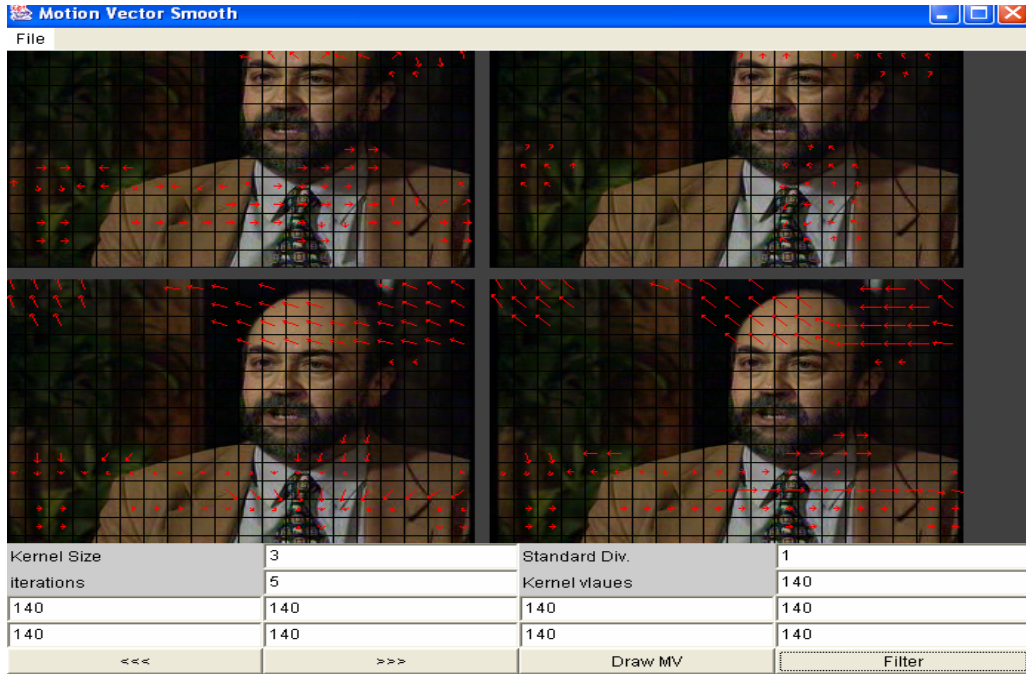 Motion Vector Smooth
File
Kernel Size 3 Standard Div. 1
iterations 5 Kernel vlaues 140
140 140 140 140
140 140 140 140
<<< >>> Draw MV Filter